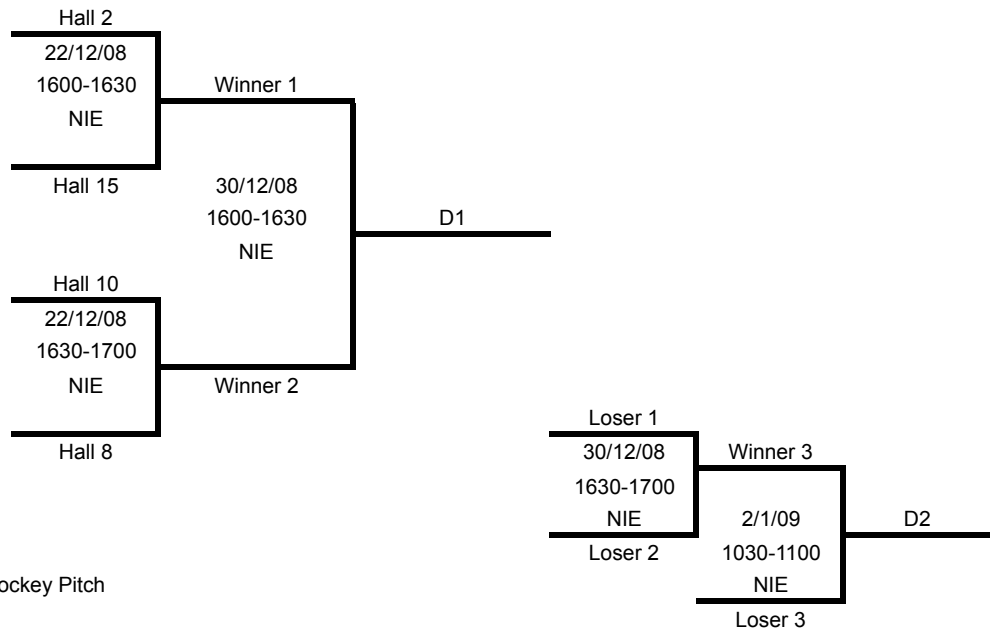 Hall 2
22/12/08
1600-1630
NIE
Hall 15
Winner 1
30/12/08
1600-1630
NIE
D1
Hall 10
22/12/08
1630-1700
NIE
Hall 8
Winner 2
Loser 1
30/12/08
1630-1700
NIE
Loser 2
Winner 3
2/1/09
1030-1100
NIE
Loser 3
D2
ockey Pitch